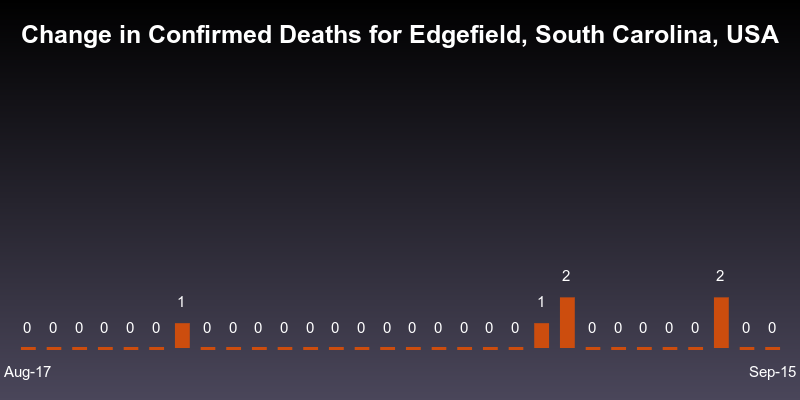 Change in Confirmed Deaths for Edgefield, South Carolina, USA
2 2
1 1
0 0 0 0 0 0 0 0 0 0 0 0 0 0 0 0 0 0 0 0 0 0 0 0 0 0
Aug-17 Sep-15